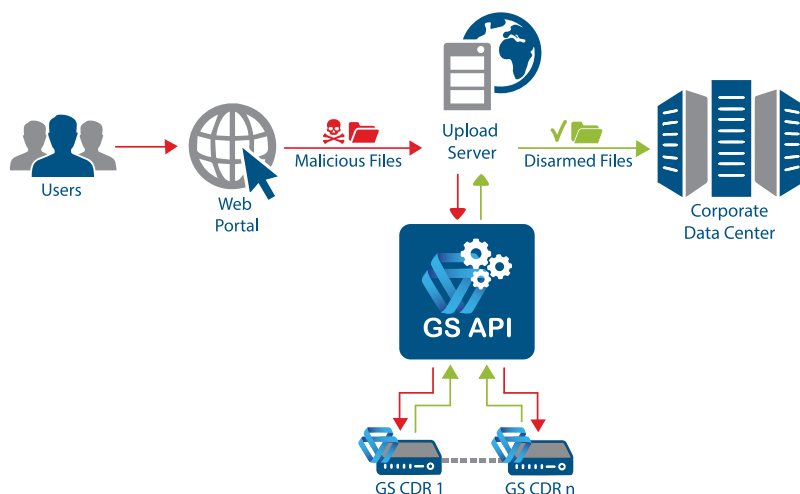 Users
Web
Portal
Malicious Files
Upload
Server
Disarmed Files
Corporate
Data Center
GS API
GS CDR 1
GS CDR n